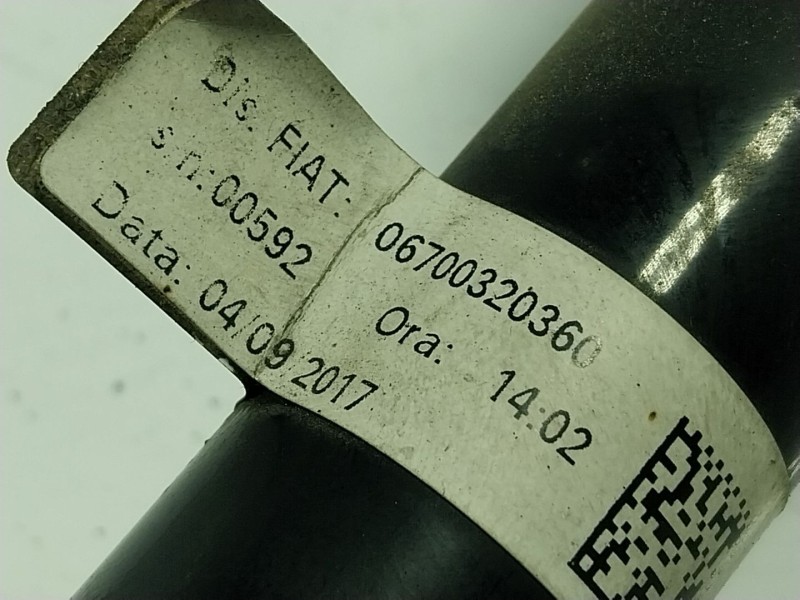 Dis. FIAT: 06700320360
s.n:00592 Ora: 14:02
Data: 04/09/2017